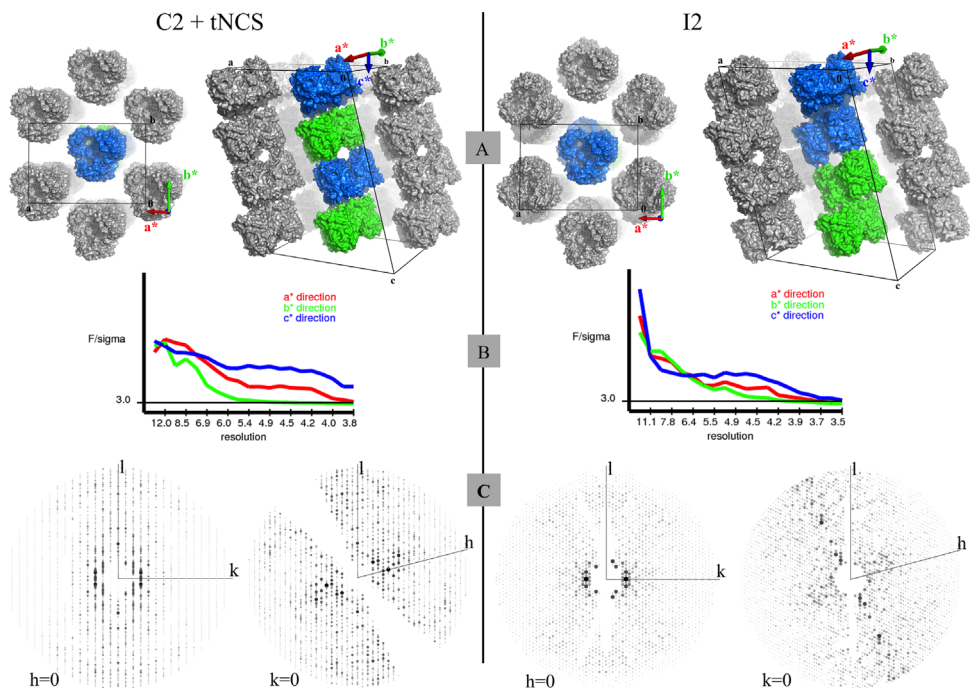 C2 + tNCS
I2
b*
a*
a
0
b
c*
b
b*
a
0
a*
c
b*
a*
a
0
b
c*
b
b*
a
0
a*
c
A
a* direction
b* direction
c* direction
F/sigma
3.0
12.0 8.5 6.9 6.0 5.4 4.9 4.5 4.2 4.0 3.8
resolution
B
a* direction
b* direction
c* direction
F/sigma
3.0
11.1 7.8 6.4 5.5 4.9 4.5 4.2 3.9 3.7 3.5
resolution
C
l
k
h=0
l
h
k=0
l
k
h=0
l
h
k=0